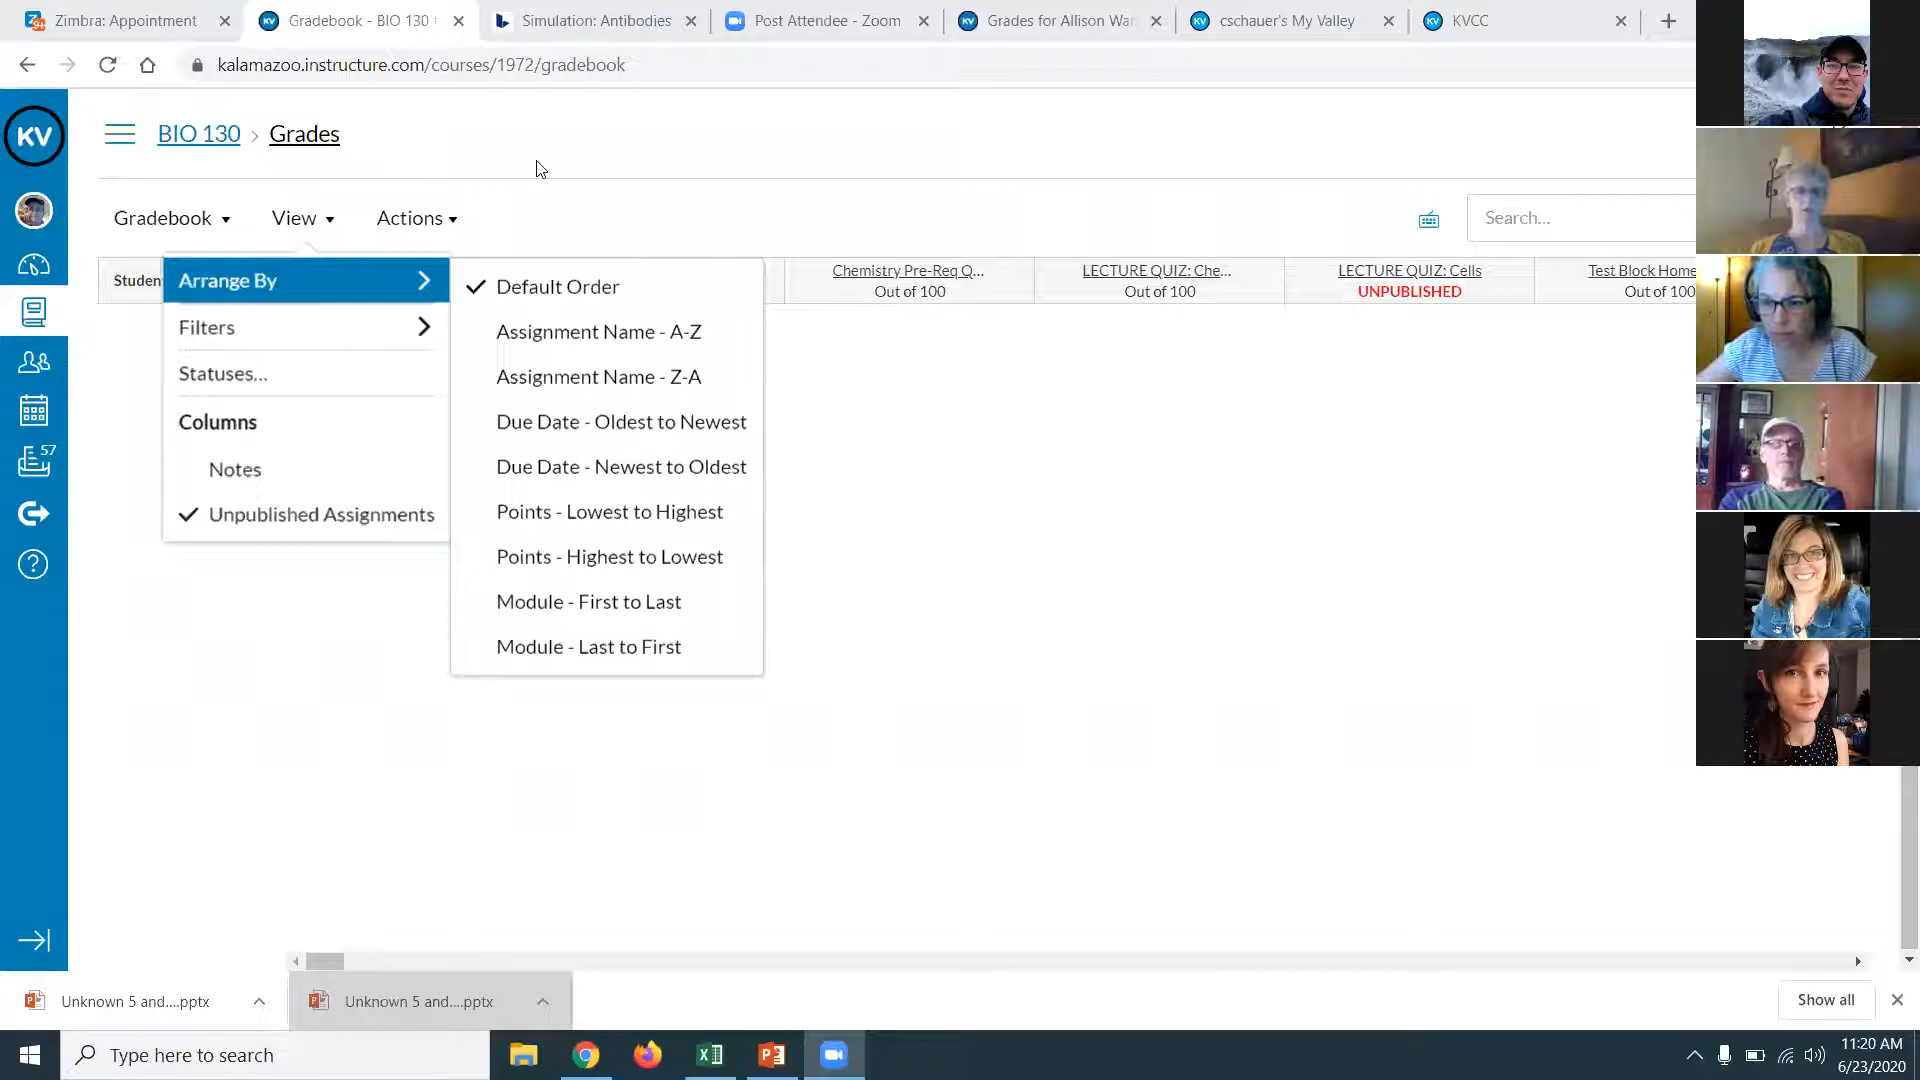 Zimbra: Appointment
Gradebook - BIO 130
Simulation: Antibodies
Post Attendee - Zoom
Grades for Allison War
cschauer's My Valley
KVCC
kalamazoo.instructure.com/courses/1972/gradebook
KV
BIO 130 > Grades
Gradebook
View
Actions
Search...
Studen
Chemistry Pre-Req Q...
Out of 100
LECTURE QUIZ: Che...
Out of 100
LECTURE QUIZ: Cells
UNPUBLISHED
Test Block Home
Out of 100
Arrange By
Filters
Statuses...
Columns
Notes
Unpublished Assignments
Default Order
Assignment Name - A-Z
Assignment Name - Z-A
Due Date - Oldest to Newest
Due Date - Newest to Oldest
Points - Lowest to Highest
Points - Highest to Lowest
Module - First to Last
Module - Last to First
57
Unknown 5 and....pptx
Unknown 5 and....pptx
Show all
Type here to search
11:20 AM
6/23/2020